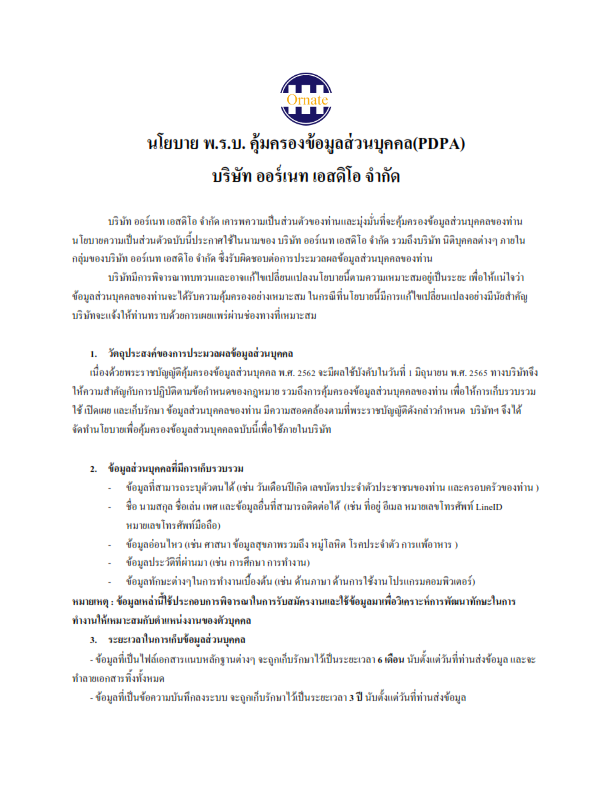 Ornate
นโยบาย พ.ร.บ. คุ้มครองข้อมูลส่วนบุคคล(PDPA)
บริษัท ออร์เนท เอสดิโอ จำกัด
บริษัท ออร์เนท เอสดิโอ จำกัด เคารพความเป็นส่วนตัวของท่านและมุ่งมั่นที่จะคุ้มครองข้อมูลส่วนบุคคลของท่าน
นโยบายความเป็นส่วนตัวฉบับนี้ประกาศใช้ในนามของ บริษัท ออร์เนท เอสดิโอ จำกัด รวมถึงบริษัท นิติบุคคลต่างๆ ภายใน
กลุ่มของบริษัท ออร์เนท เอสดิโอ จำกัด ซึ่งรับผิดชอบต่อการประมวลผลข้อมูลส่วนบุคคลของท่าน
บริษัทมีการพิจารณาทบทวนและอาจแก้ไขเปลี่ยนแปลงนโยบายนี้ตามความเหมาะสมอยู่เป็นระยะ เพื่อให้แน่ใจว่า
ข้อมูลส่วนบุคคลของท่านจะได้รับความคุ้มครองอย่างเหมาะสม ในกรณีที่นโยบายนี้มีการแก้ไขเปลี่ยนแปลงอย่างมีนัยสำคัญ
บริษัทจะแจ้งให้ท่านทราบด้วยการเผยแพร่ผ่านช่องทางที่เหมาะสม
1. วัตถุประสงค์ของการประมวลผลข้อมูลส่วนบุคคล
เนื่องด้วยพระราชบัญญัติคุ้มครองข้อมูลส่วนบุคคล พ.ศ. 2562 จะมีผลใช้บังคับในวันที่ 1 มิถุนายน พ.ศ. 2565 ทางบริษัทจึง
ให้ความสำคัญกับการปฏิบัติตามข้อกำหนดของกฎหมาย รวมถึงการคุ้มครองข้อมูลส่วนบุคคลของท่าน เพื่อให้การเก็บรวบรวม
ใช้ เปิดเผย และเก็บรักษา ข้อมูลส่วนบุคคลของท่าน มีความสอดคล้องตามที่พระราชบัญญัติดังกล่าวกำหนด บริษัทฯ จึงได้
จัดทำนโยบายเพื่อคุ้มครองข้อมูลส่วนบุคคลฉบับนี้เพื่อใช้ภายในบริษัท
2. ข้อมูลส่วนบุคคลที่มีการเก็บรวบรวม
- ข้อมูลที่สามารถระบุตัวตนได้ (เช่น วันเดือนปีเกิด เลขบัตรประจำตัวประชาชนของท่าน และครอบครัวของท่าน )
- ชื่อ นามสกุล ชื่อเล่น เพศ และข้อมูลอื่นที่สามารถติดต่อได้ (เช่น ที่อยู่ อีเมล หมายเลขโทรศัพท์ LineID
หมายเลขโทรศัพท์มือถือ)
- ข้อมูลอ่อนไหว (เช่น ศาสนา ข้อมูลสุขภาพรวมถึง หมู่โลหิต โรคประจำตัว การแพ้อาหาร )
- ข้อมูลประวัติที่ผ่านมา (เช่น การศึกษา การทำงาน)
- ข้อมูลทักษะต่างๆในการทำงานเบื้องต้น (เช่น ด้านภาษา ด้านการใช้งานโปรแกรมคอมพิวเตอร์)
หมายเหตุ : ข้อมูลเหล่านี้ใช้ประกอบการพิจารณาในการรับสมัครงานและใช้ข้อมูลมาเพื่อวิเคราะห์การพัฒนาทักษะในการ
ทำงานให้เหมาะสมกับตำแหน่งงานของตัวบุคคล
3. ระยะเวลาในการเก็บข้อมูลส่วนบุคคล
- ข้อมูลที่เป็นไฟล์เอกสารแนบหลักฐานต่างๆ จะถูกเก็บรักษาไว้เป็นระยะเวลา 6 เดือน นับตั้งแต่วันที่ท่านส่งข้อมูล และจะ
ทำลายเอกสารทิ้งทั้งหมด
- ข้อมูลที่เป็นข้อความบันทึกลงระบบ จะถูกเก็บรักษาไว้เป็นระยะเวลา 3 ปี นับตั้งแต่วันที่ท่านส่งข้อมูล